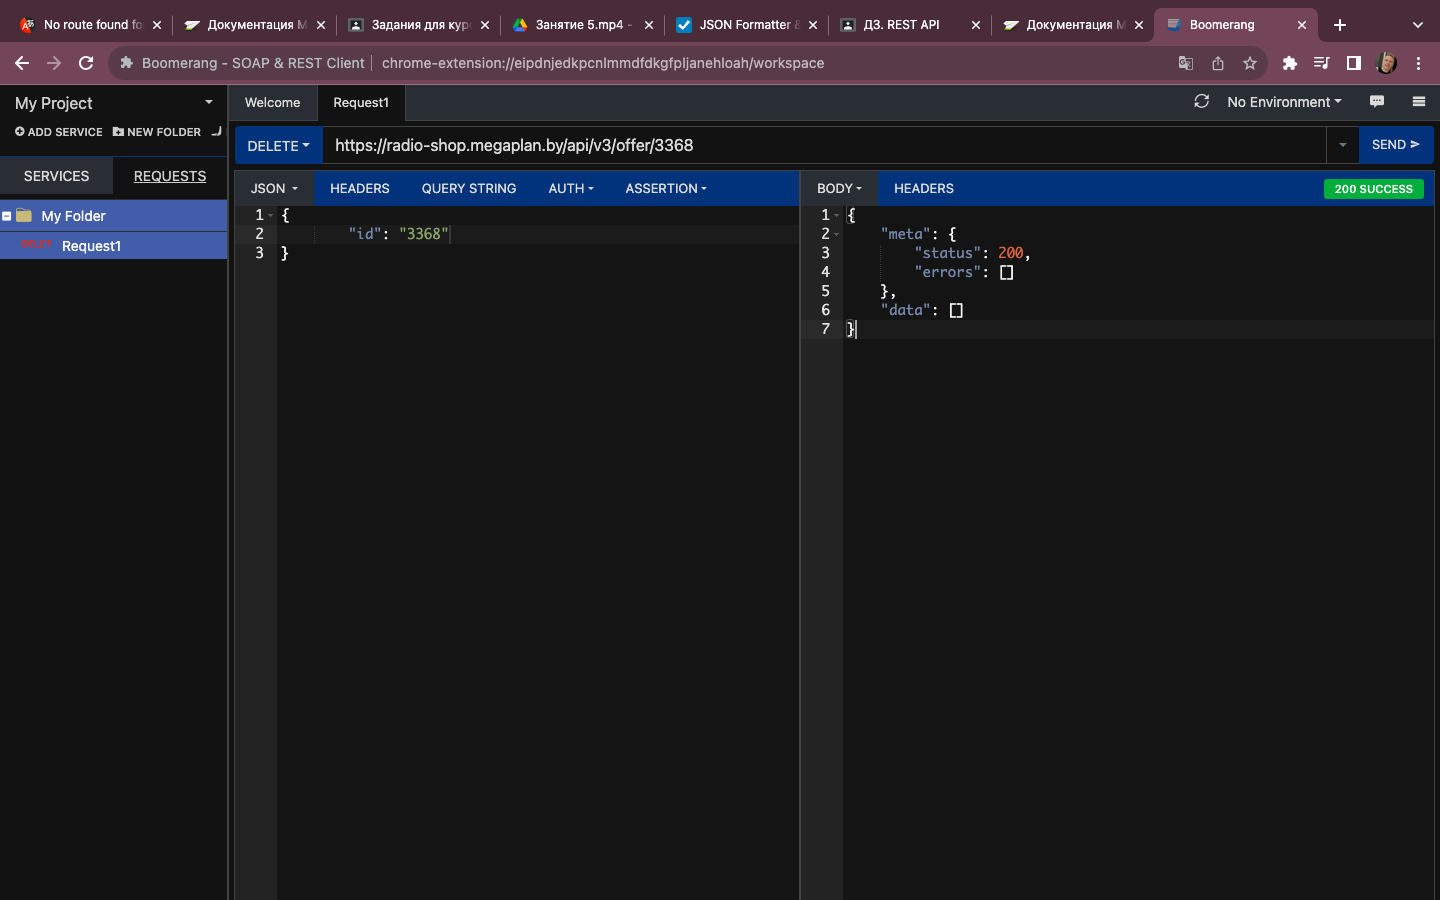 No route found fo
Документация М
Задания для кур
Занятие 5.mp4 -
JSON Formatter &
ДЗ. REST API
Документация М
Boomerang
Boomerang - SOAP & REST Client
chrome-extension://eipdnjedkpcnlmmdfdkgfpljanehloah/workspace
My Project
Welcome
Request1
No Environment
ADD SERVICE
NEW FOLDER
DELETE
https://radio-shop.megaplan.by/api/v3/offer/3368
SEND
SERVICES
REQUESTS
JSON
HEADERS
QUERY STRING
AUTH
ASSERTION
BODY
HEADERS
200 SUCCESS
My Folder
DELET
Request1
1 {
2 "id": "3368"
3 }
1 {
2 "meta": {
3 "status": 200,
4 "errors": []
5 },
6 "data": []
7 }